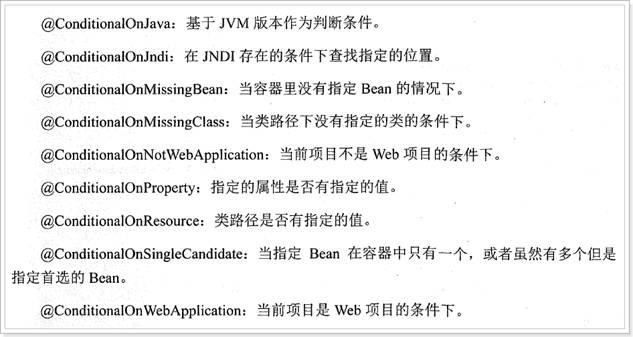 @ConditionalOnJava：基于 JVM 版本作为判断条件。
@ConditionalOnJndi：在 JNDI 存在的条件下查找指定的位置。
@ConditionalOnMissingBean：当容器里没有指定 Bean 的情况下。
@ConditionalOnMissingClass：当类路径下没有指定的类的条件下。
@ConditionalOnNotWebApplication：当前项目不是 Web 项目的条件下。
@ConditionalOnProperty：指定的属性是否有指定的值。
@ConditionalOnResource：类路径是否有指定的值。
@ConditionalOnSingleCandidate：当指定 Bean 在容器中只有一个，或者虽然有多个但是
指定首选的 Bean。
@ConditionalOnWebApplication：当前项目是 Web 项目的条件下。